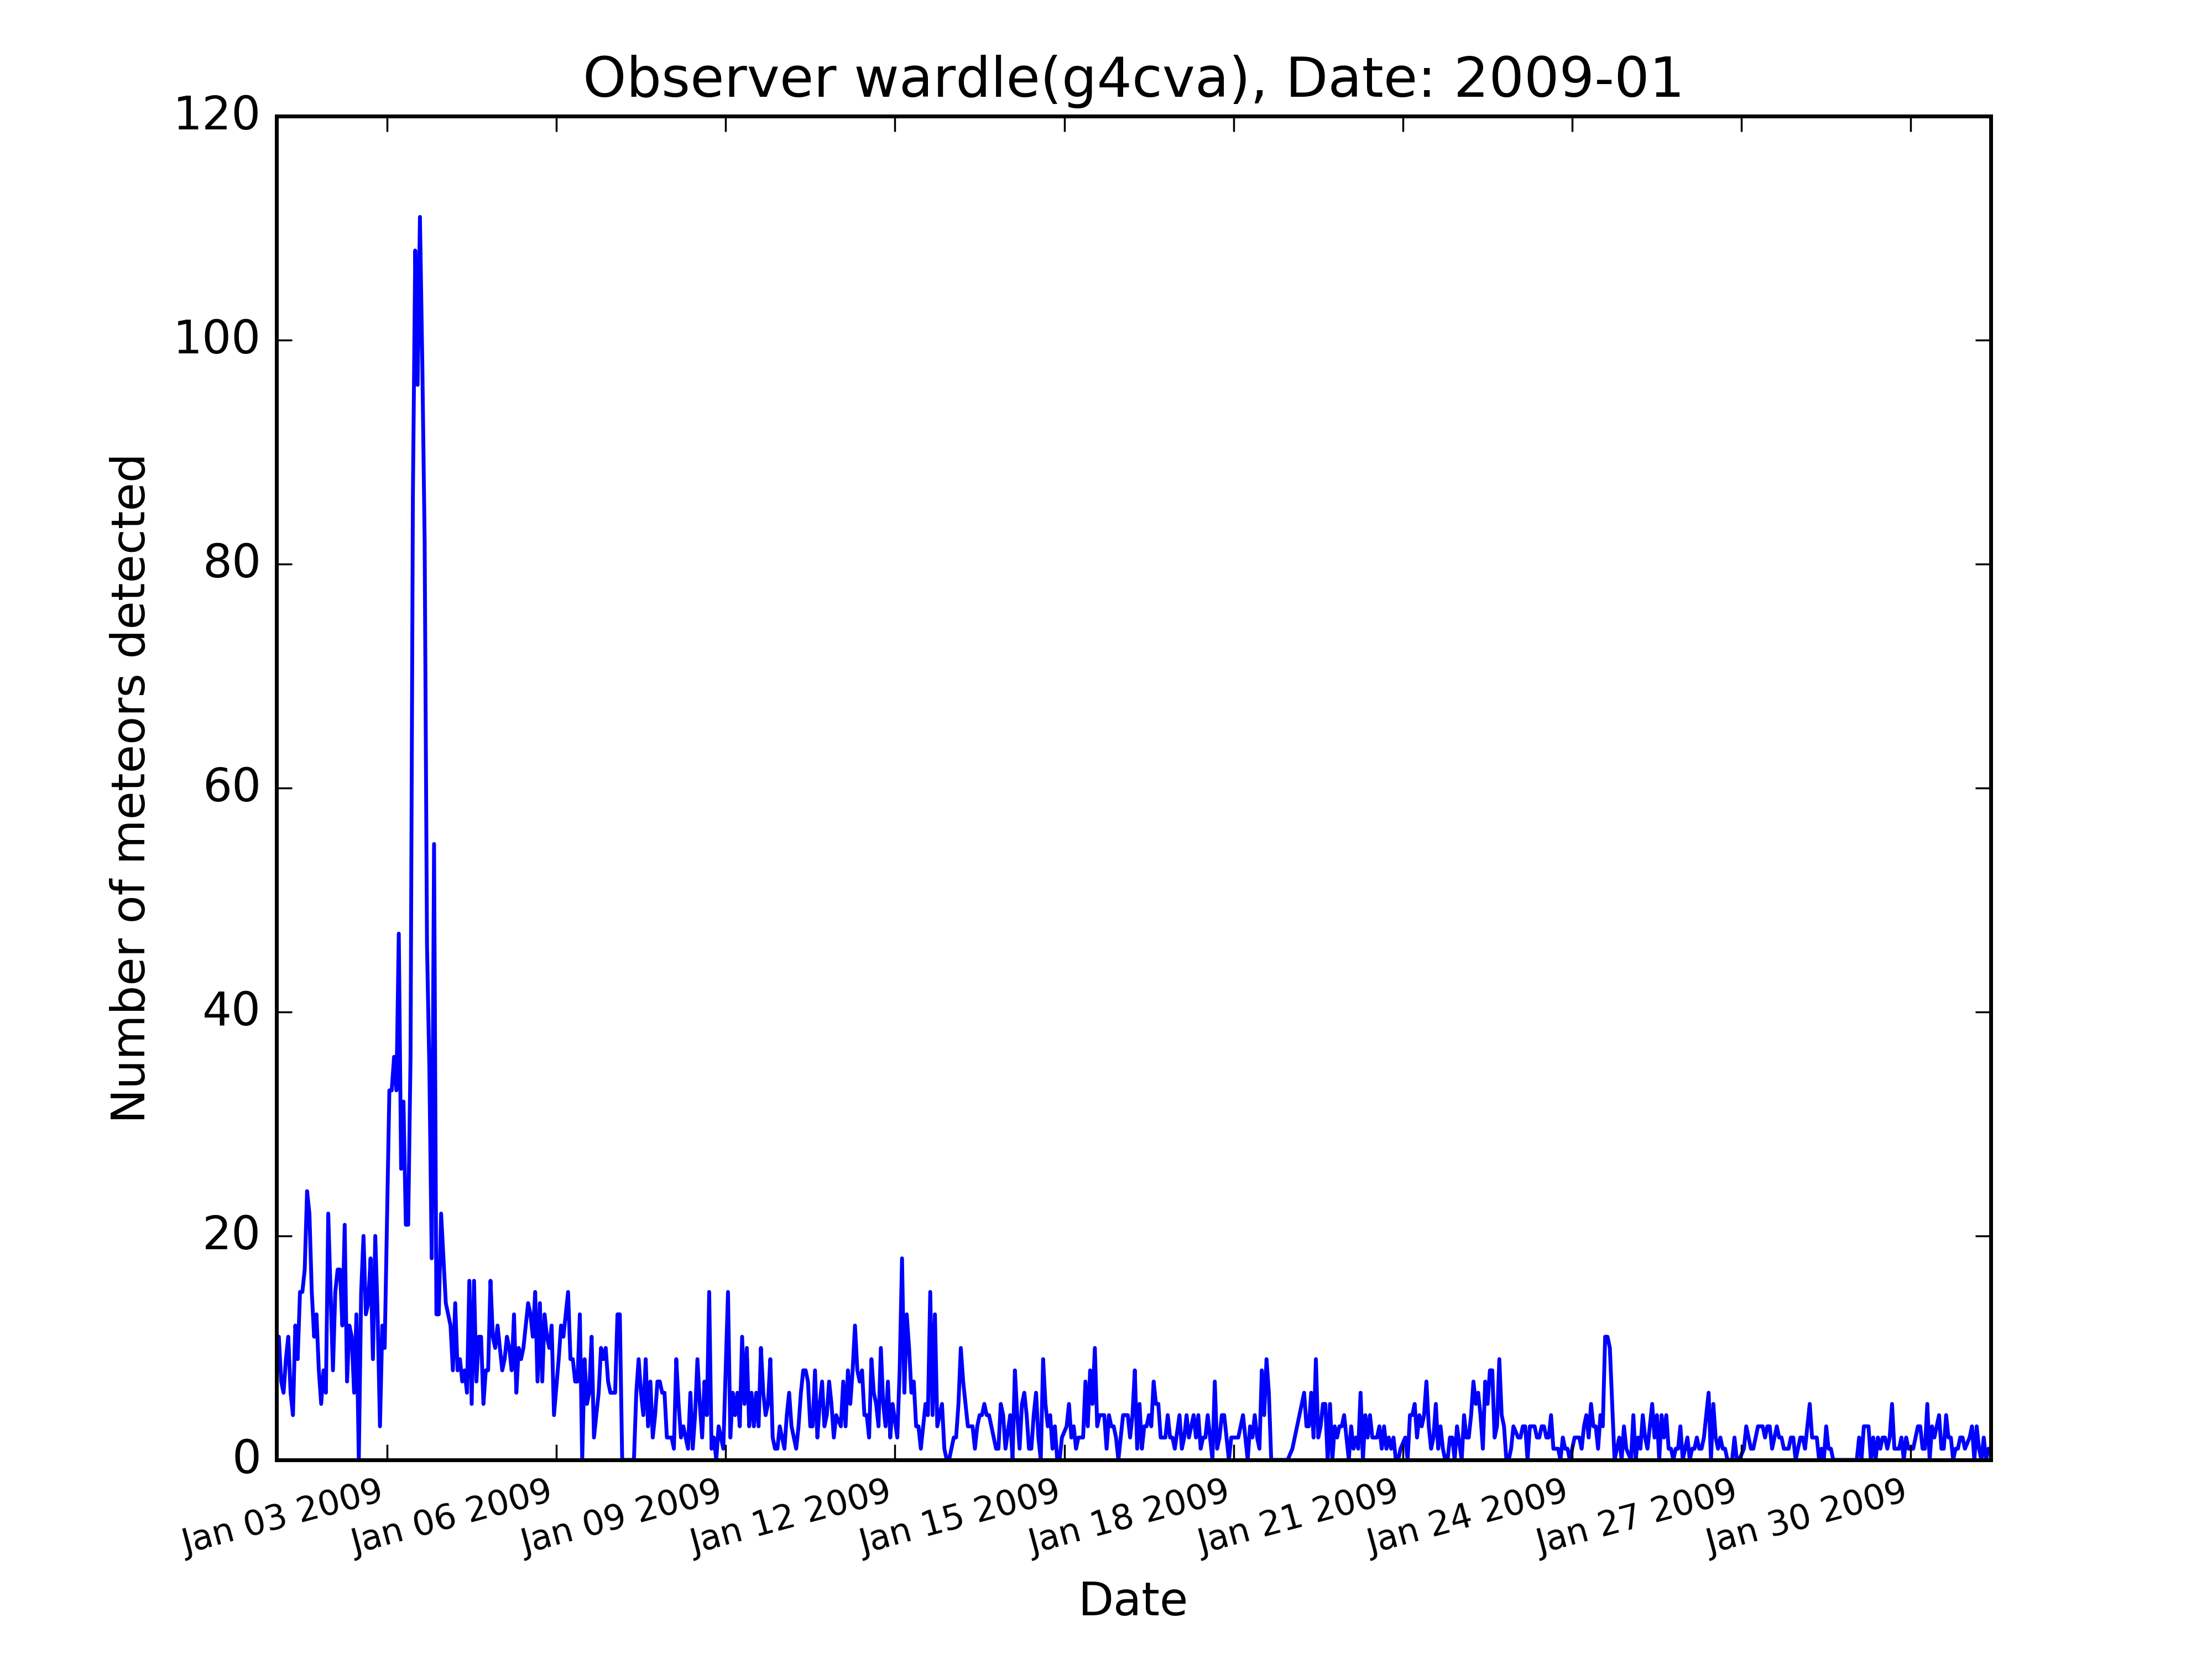 Observer wardle(g4cva), Date: 2009-01
120
100
80
60
40
20
0
Number of meteors detected
Jan 03 2009
Jan 06 2009
Jan 09 2009
Jan 12 2009
Jan 15 2009
Jan 18 2009
Jan 21 2009
Jan 24 2009
Jan 27 2009
Jan 30 2009
Date